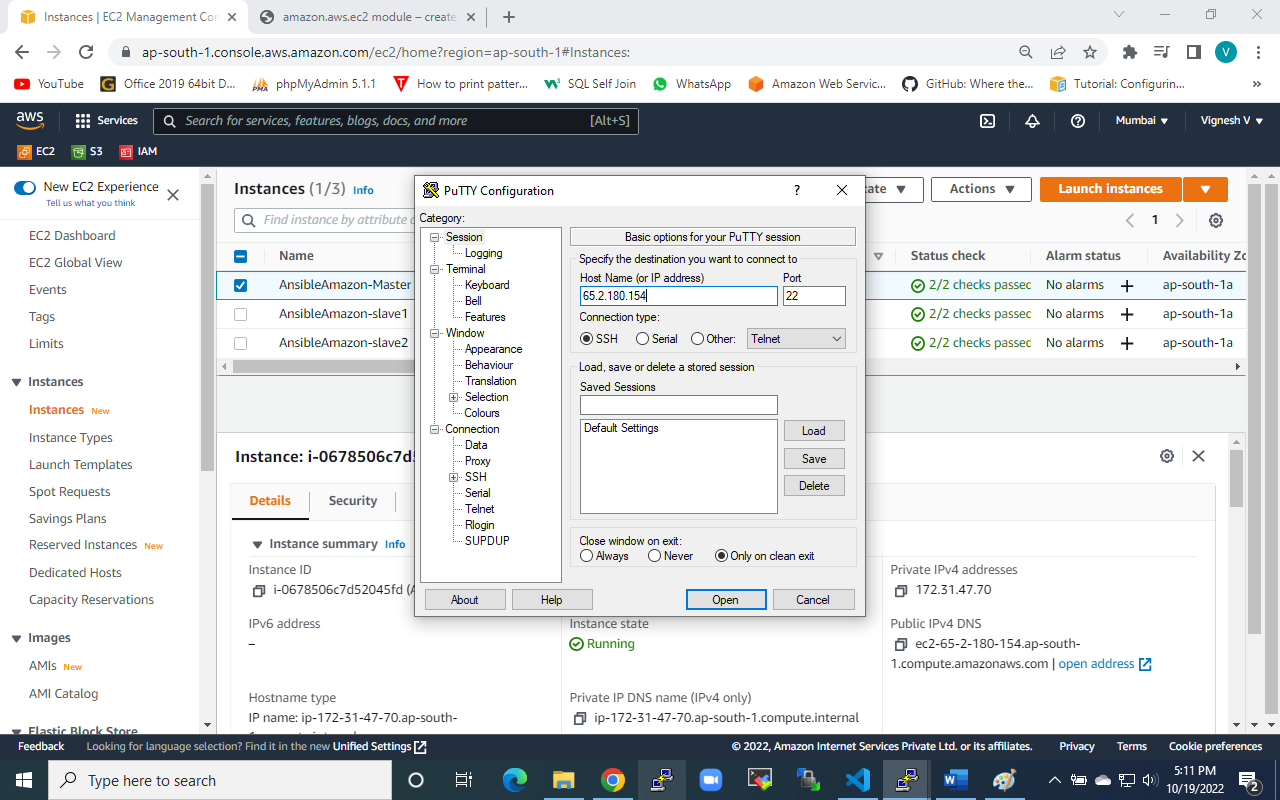 Instances | EC2 Management Con
amazon.aws.ec2 module – create
ap-south-1.console.aws.amazon.com/ec2/home?region=ap-south-1#Instances:
V
YouTube
Office 2019 64bit D...
phpMyAdmin 5.1.1
How to print patter...
SQL Self Join
WhatsApp
Amazon Web Servic...
GitHub: Where the...
Tutorial: Configurin...
»
aws
Services
Search for services, features, blogs, docs, and more
[Alt+S]
Mumbai ▼
Vignesh V ▼
EC2
S3
IAM
New EC2 Experience
Tell us what you think
EC2 Dashboard
EC2 Global View
Events
Tags
Limits
Instances
Instances New
Instance Types
Launch Templates
Spot Requests
Savings Plans
Reserved Instances New
Dedicated Hosts
Capacity Reservations
Images
AMIs New
AMI Catalog
Elastic Block Store
Instances (1/3) Info
Actions ▼
Launch instances
Find instance by attribute o
1
Name
Status check
Alarm status
Availability Zo
AnsibleAmazon-Master
2/2 checks passed
No alarms +
ap-south-1a
AnsibleAmazon-slave1
2/2 checks passed
No alarms +
ap-south-1a
AnsibleAmazon-slave2
2/2 checks passed
No alarms +
ap-south-1a
PuTTY Configuration
?
Category:
Session
Logging
Terminal
Keyboard
Bell
Features
Window
Appearance
Behaviour
Translation
Selection
Colours
Connection
Data
Proxy
SSH
Serial
Telnet
Rlogin
SUPDUP
Basic options for your PuTTY session
Specify the destination you want to connect to
Host Name (or IP address)
Port
65.2.180.154
22
Connection type:
SSH
Serial
Other:
Telnet
Load, save or delete a stored session
Saved Sessions
Default Settings
Load
Save
Delete
Close window on exit:
Always
Never
Only on clean exit
About
Help
Open
Cancel
Instance: i-0678506c7d5
Details
Security
Instance summary Info
Instance ID
i-0678506c7d52045fd (A
Private IPv4 addresses
172.31.47.70
IPv6 address
–
Instance state
Running
Public IPv4 DNS
ec2-65-2-180-154.ap-south-
1.compute.amazonaws.com | open address
Hostname type
IP name: ip-172-31-47-70.ap-south-
Private IP DNS name (IPv4 only)
ip-172-31-47-70.ap-south-1.compute.internal
Feedback
Looking for language selection? Find it in the new Unified Settings
© 2022, Amazon Internet Services Private Ltd. or its affiliates.
Privacy
Terms
Cookie preferences
Type here to search
5:11 PM
10/19/2022
2